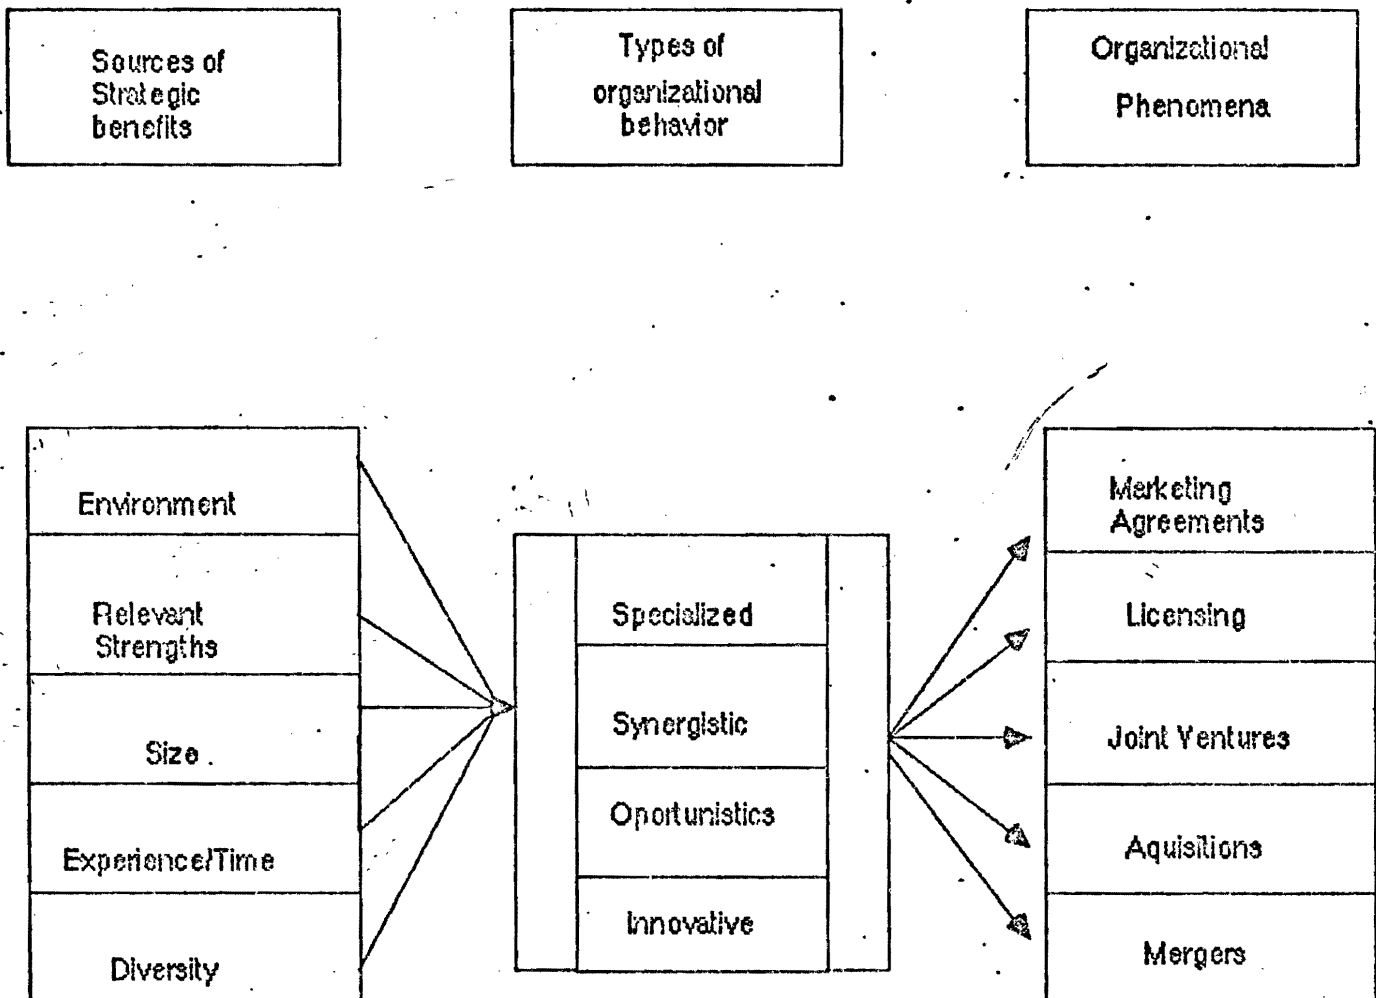 Sources of
Strategic
benefits
Types of
organizational
behavior
Organizational
Phenomena
Environment
Relevant
Strengths
Size
Experience/Time
Diversity
Specialized
Synergistic
Oportunistics
Innovative
Marketing
Agreements
Licensing
Joint Ventures
Aquisitions
Mergers